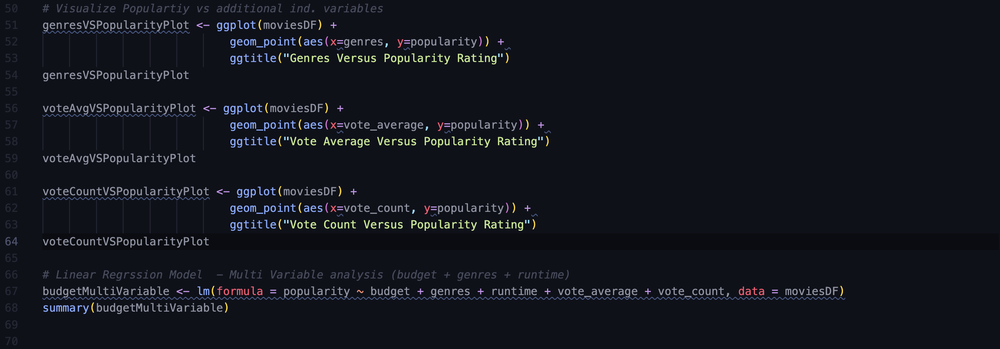 50 # Visualize Populartiy vs additional ind. variables
51 genresVSPopularityPlot <- ggplot(moviesDF) +
52 geom_point(aes(x=genres, y=popularity)) +
53 ggtitle("Genres Versus Popularity Rating")
54 genresVSPopularityPlot
55
56 voteAvgVSPopularityPlot <- ggplot(moviesDF) +
57 geom_point(aes(x=vote_average, y=popularity)) +
58 ggtitle("Vote Average Versus Popularity Rating")
59 voteAvgVSPopularityPlot
60
61 voteCountVSPopularityPlot <- ggplot(moviesDF) +
62 geom_point(aes(x=vote_count, y=popularity)) +
63 ggtitle("Vote Count Versus Popularity Rating")
64 voteCountVSPopularityPlot
65
66 # Linear Regrssion Model  - Multi Variable analysis (budget + genres + runtime)
67 budgetMultiVariable <- lm(formula = popularity ~ budget + genres + runtime + vote_average + vote_count, data = moviesDF)
68 summary(budgetMultiVariable)
69
70